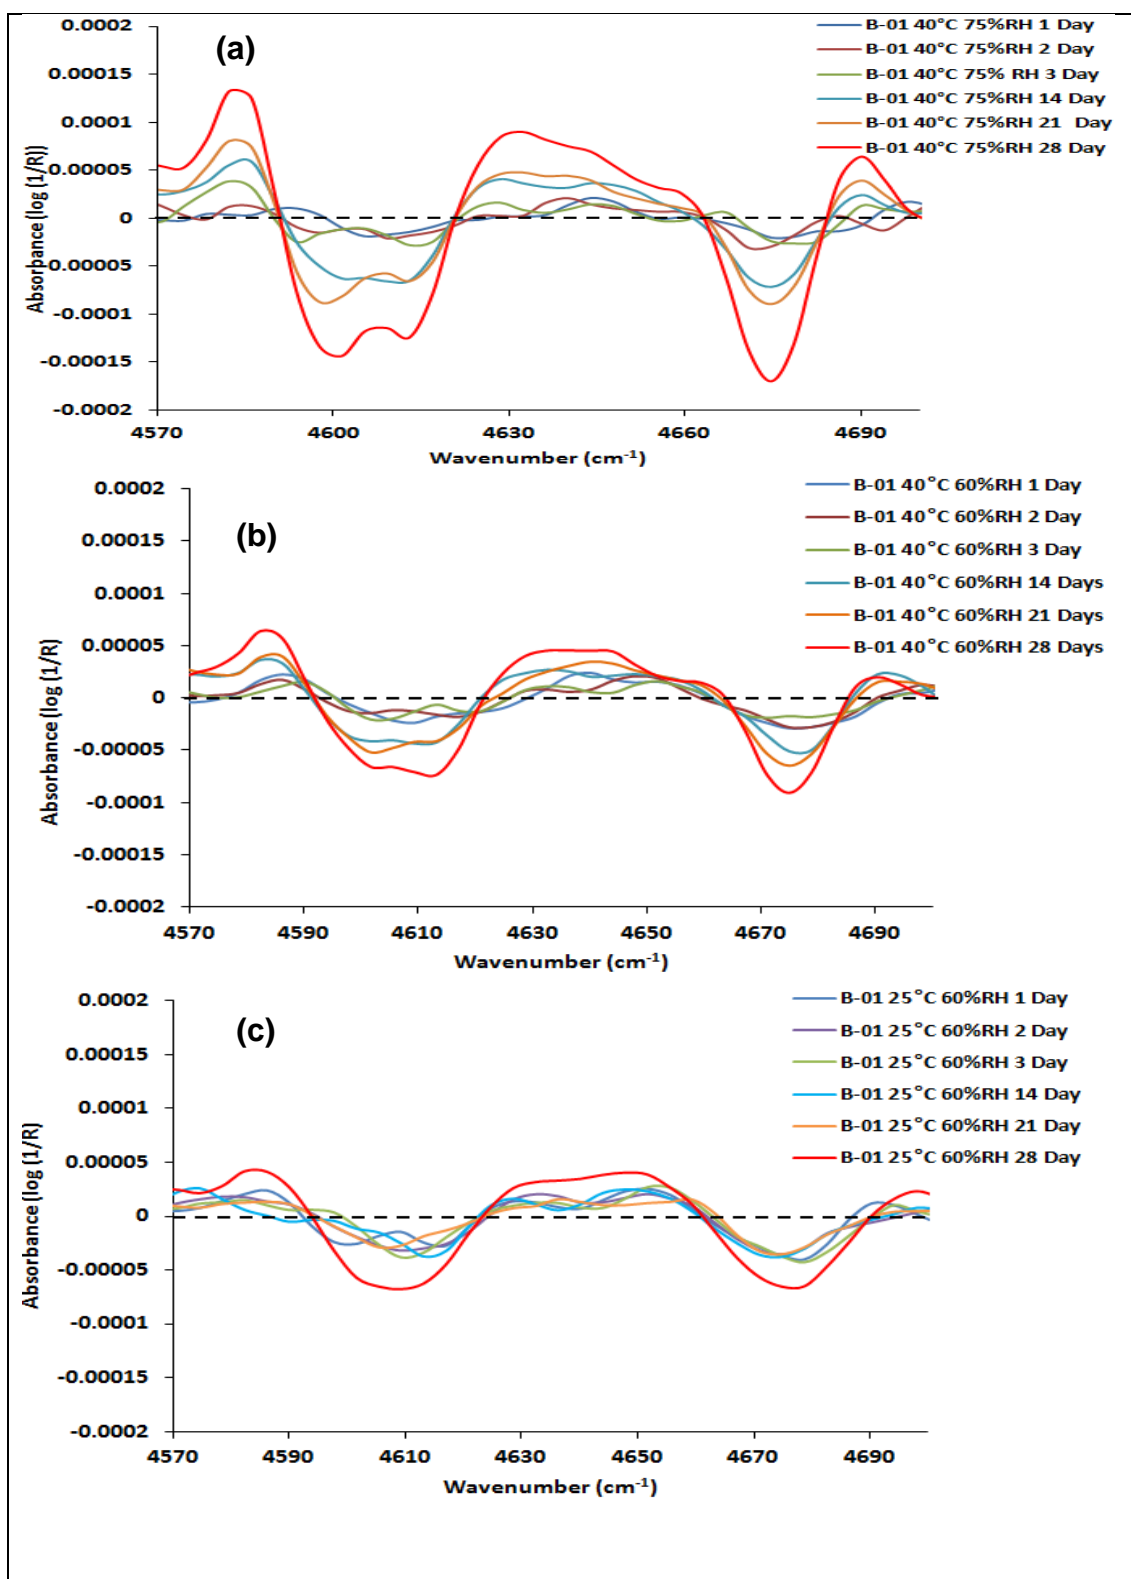 (a)
B-01 40°C 75%RH 1 Day
B-01 40°C 75%RH 2 Day
B-01 40°C 75% RH 3 Day
B-01 40°C 75%RH 14 Day
B-01 40°C 75%RH 21 Day
B-01 40°C 75%RH 28 Day
0.0002
0.00015
0.0001
0.00005
0
-0.00005
-0.0001
-0.00015
-0.0002
Absorbance (log (1/R))
4570 4600 4630 4660 4690
Wavenumber (cm⁻¹)
(b)
B-01 40°C 60%RH 1 Day
B-01 40°C 60%RH 2 Day
B-01 40°C 60%RH 3 Day
B-01 40°C 60%RH 14 Days
B-01 40°C 60%RH 21 Days
B-01 40°C 60%RH 28 Days
0.0002
0.00015
0.0001
0.00005
0
-0.00005
-0.0001
-0.00015
-0.0002
Absorbance (log (1/R)
4570 4590 4610 4630 4650 4670 4690
Wavenumber (cm⁻¹)
(c)
B-01 25°C 60%RH 1 Day
B-01 25°C 60%RH 2 Day
B-01 25°C 60%RH 3 Day
B-01 25°C 60%RH 14 Day
B-01 25°C 60%RH 21 Day
B-01 25°C 60%RH 28 Day
0.0002
0.00015
0.0001
0.00005
0
-0.00005
-0.0001
-0.00015
-0.0002
Absorbance (log (1/R)
4570 4590 4610 4630 4650 4670 4690
Wavenumber (cm⁻¹)